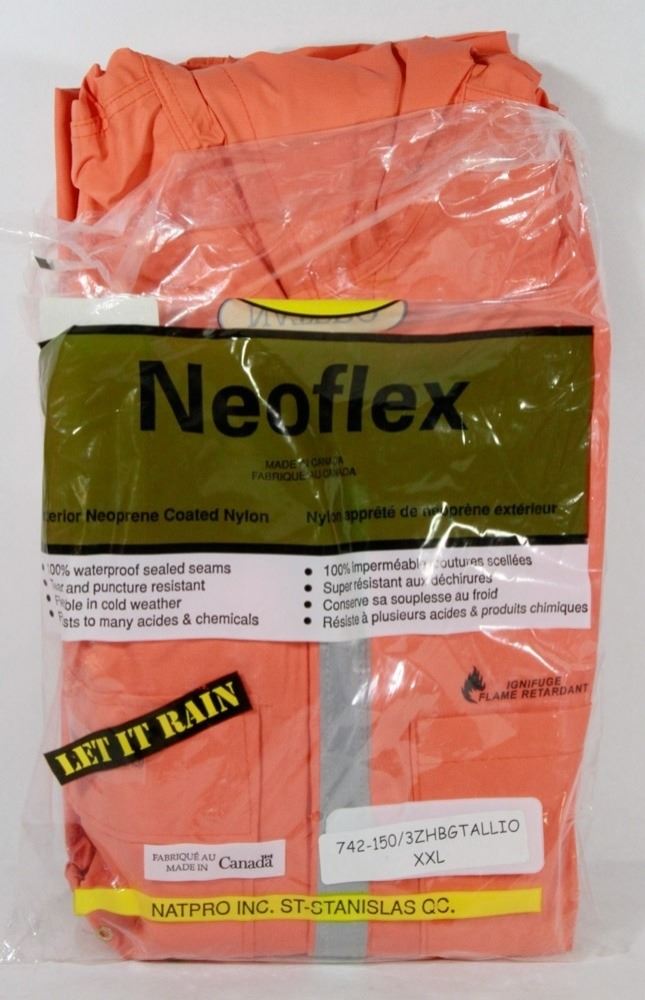 Neoflex
MADE IN CANADA
FABRIQUÉ AU CANADA
terior Neoprene Coated Nylon
Nylon apprêté de néoprène extérieur
• 100% waterproof sealed seams
• and puncture resistant
• in cold weather
• to many acides & chemicals
• 100% imperméable, coutures scellées
• Super résistant aux déchirures
• Conserve sa souplesse au froid
• Résiste à plusieurs acides & produits chimiques
IGNIFUGE
FLAME RETARDANT
LET IT RAIN
742-150/3ZHBGTALLIO
XXL
FABRIQUÉ AU
MADE IN Canada
NATPRO INC. ST-STANISLAS QC.